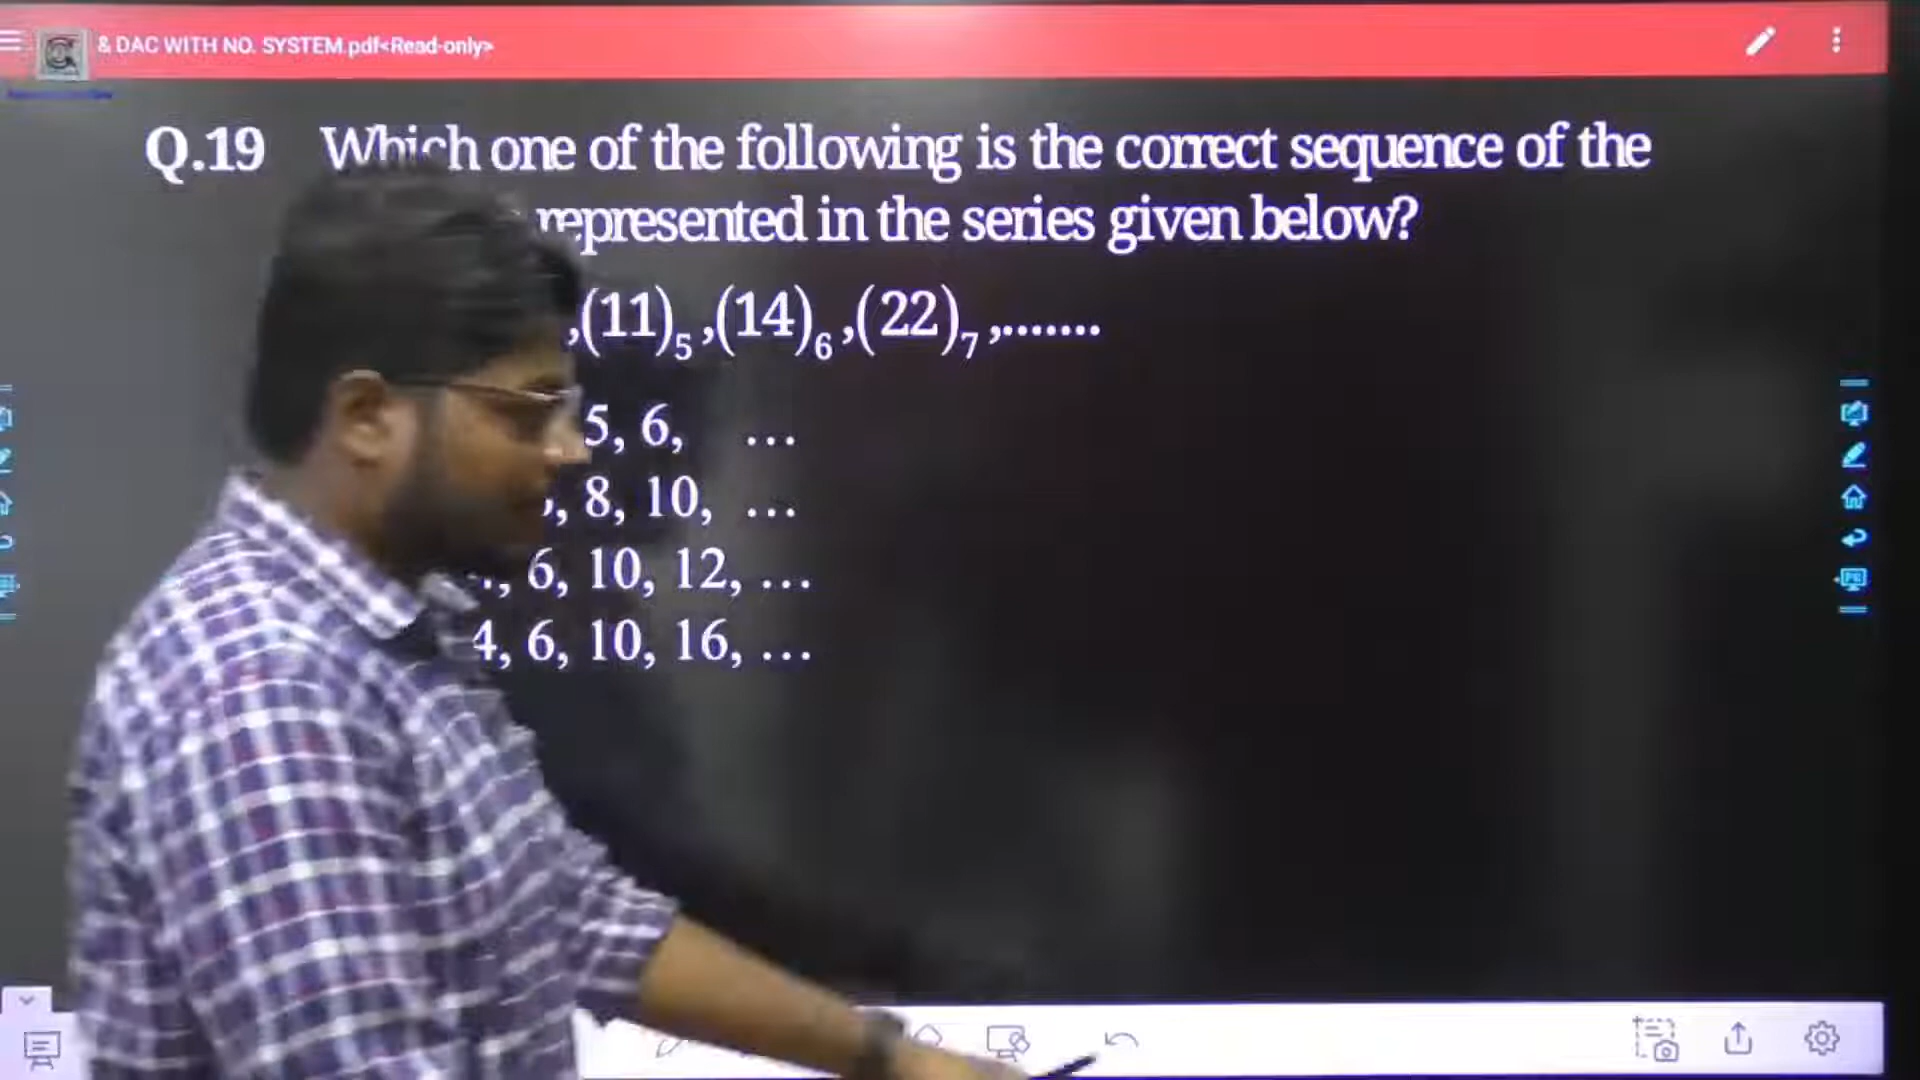 & DAC WITH NO. SYSTEM.pdf<Read-only>
Q.19 Which one of the following is the correct sequence of the
represented in the series given below?
,(11)₅,(14)₆,(22)₇,.......
5, 6, ...
, 8, 10, ...
, 6, 10, 12, ...
4, 6, 10, 16, ...